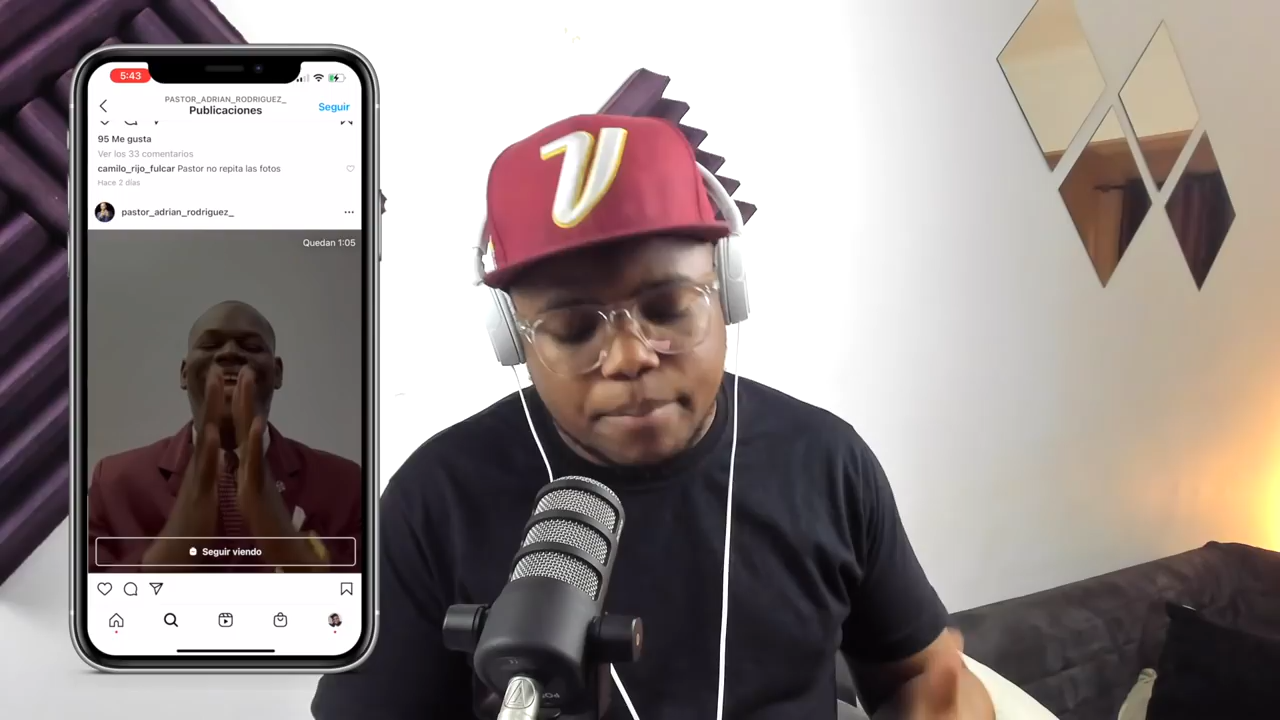 5:43
PASTOR_ADRIAN_RODRIGUEZ_
Publicaciones
Seguir
95 Me gusta
Ver los 33 comentarios
camilo_rijo_fulcar Pastor no repita las fotos
Hace 2 días
pastor_adrian_rodriguez_
Quedan 1:05
Seguir viendo
V